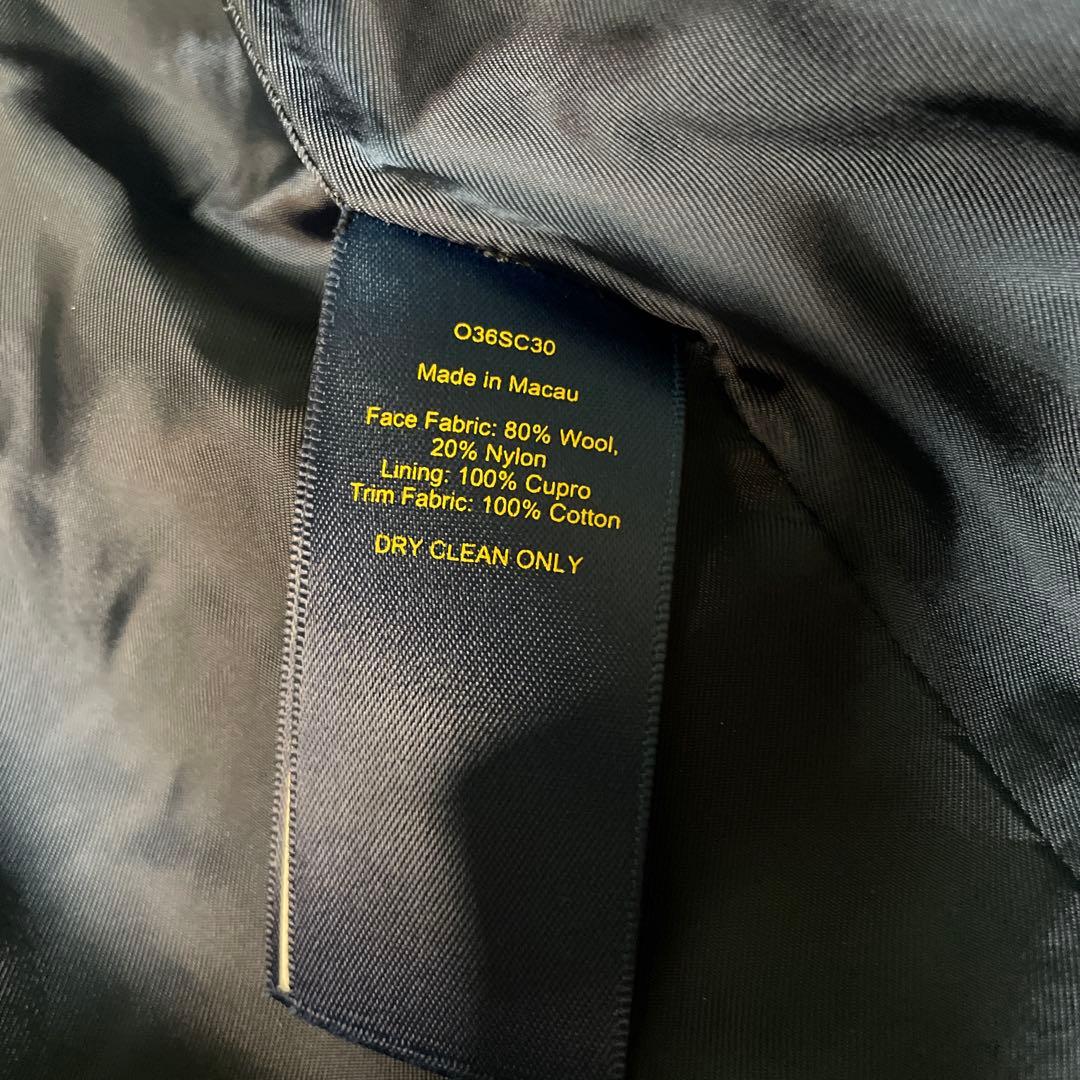 O36SC30
Made in Macau
Face Fabric: 80% Wool,
20% Nylon
Lining: 100% Cupro
Trim Fabric: 100% Cotton
DRY CLEAN ONLY